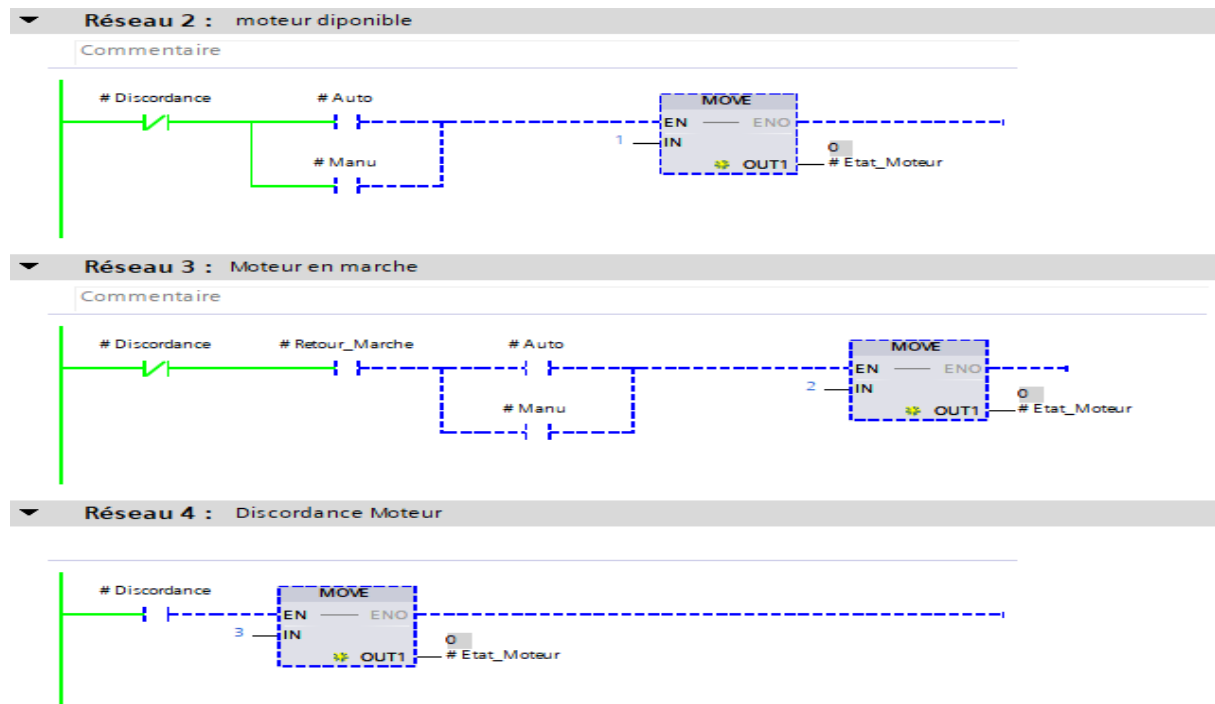 Réseau 2 : moteur diponible
Commentaire
# Discordance # Auto MOVE
EN ENO
1 IN
0
# Manu OUT1 # Etat_Moteur
Réseau 3 : Moteur en marche
Commentaire
# Discordance # Retour_Marche # Auto MOVE
EN ENO
2 IN
0
# Manu OUT1 # Etat_Moteur
Réseau 4 : Discordance Moteur
# Discordance MOVE
EN ENO
3 IN
0
OUT1 # Etat_Moteur